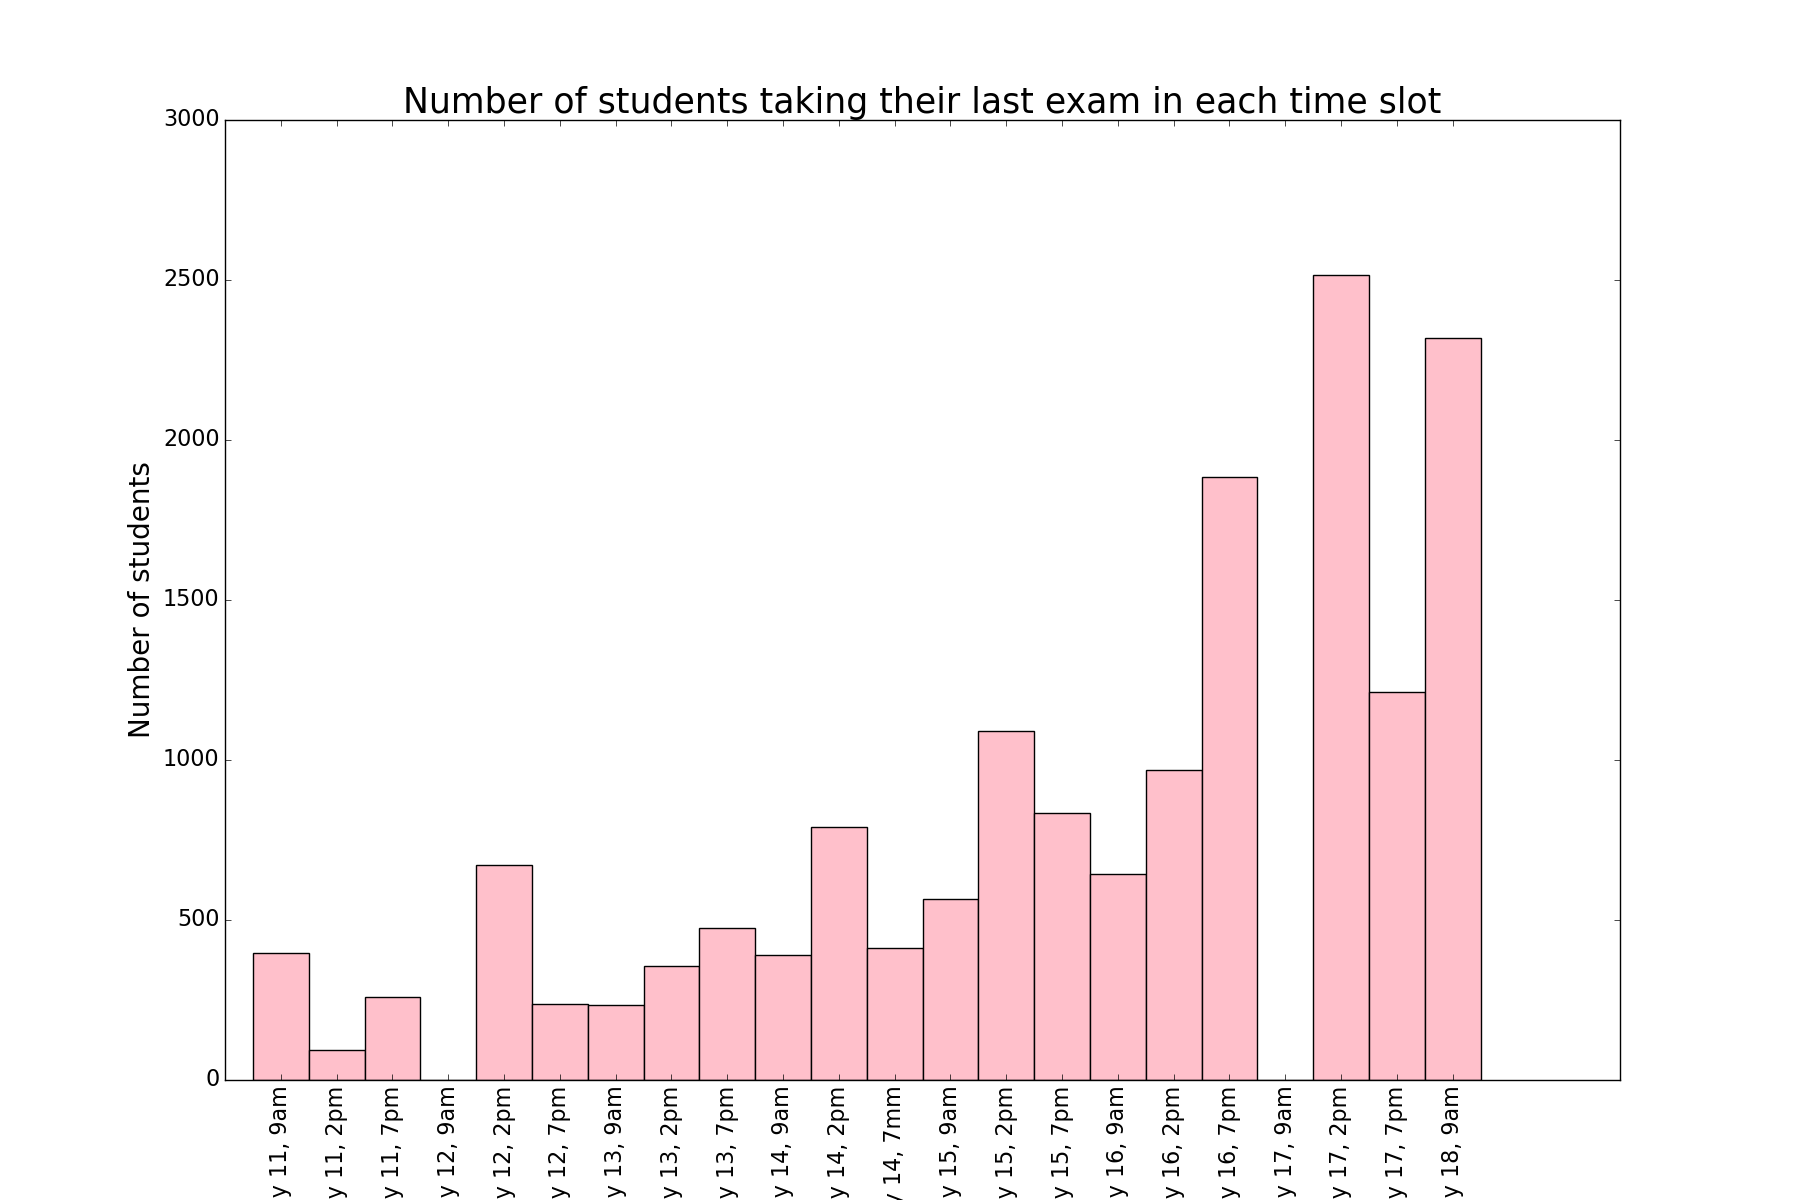 Number of students taking their last exam in each time slot
3000
2500
2000
1500
1000
500
0
Number of students
y 11, 9am
y 11, 2pm
y 11, 7pm
y 12, 9am
y 12, 2pm
y 12, 7pm
y 13, 9am
y 13, 2pm
y 13, 7pm
y 14, 9am
y 14, 2pm
y 14, 7mm
y 15, 9am
y 15, 2pm
y 15, 7pm
y 16, 9am
y 16, 2pm
y 16, 7pm
y 17, 9am
y 17, 2pm
y 17, 7pm
y 18, 9am